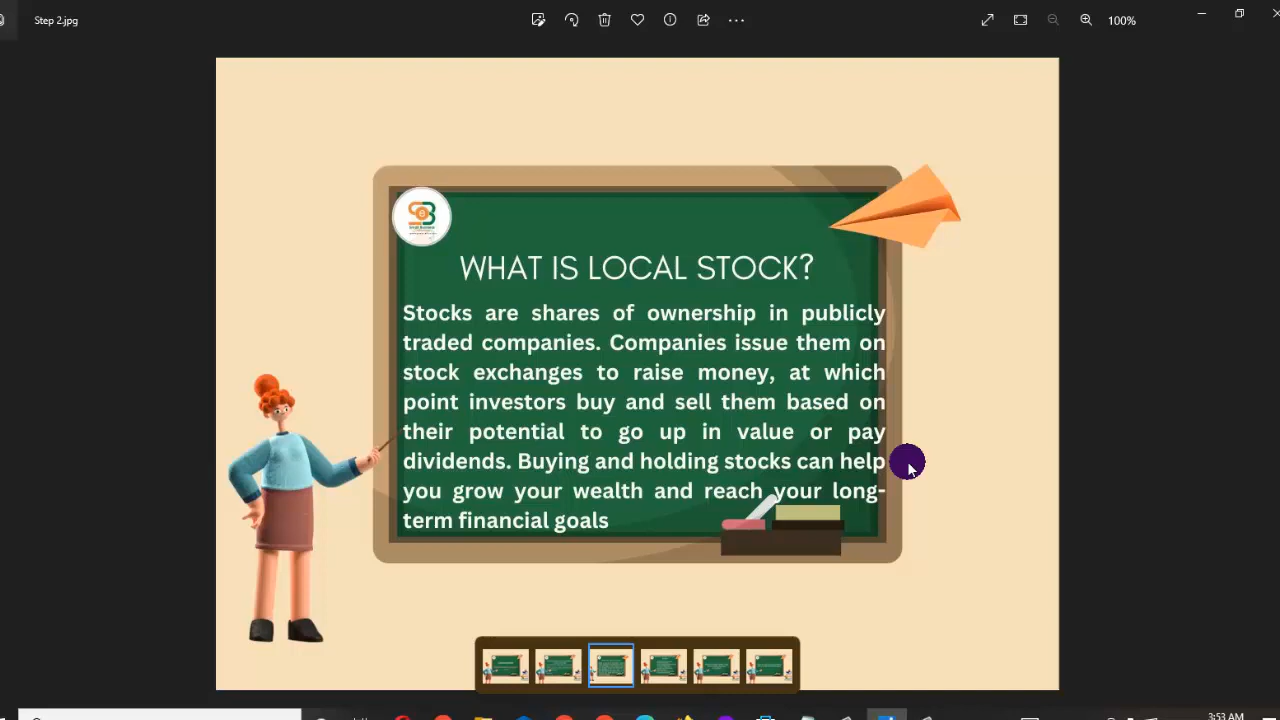 Step 2.jpg
100%
WHAT IS LOCAL STOCK?
Stocks are shares of ownership in publicly
traded companies. Companies issue them on
stock exchanges to raise money, at which
point investors buy and sell them based on
their potential to go up in value or pay
dividends. Buying and holding stocks can help
you grow your wealth and reach your long-
term financial goals
3:53 AM